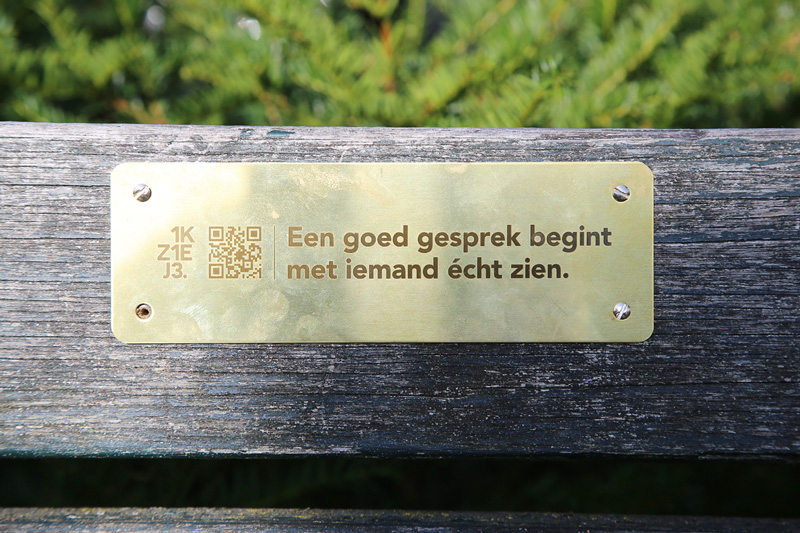 1K
Z1E
J3.
Een goed gesprek begint
met iemand écht zien.